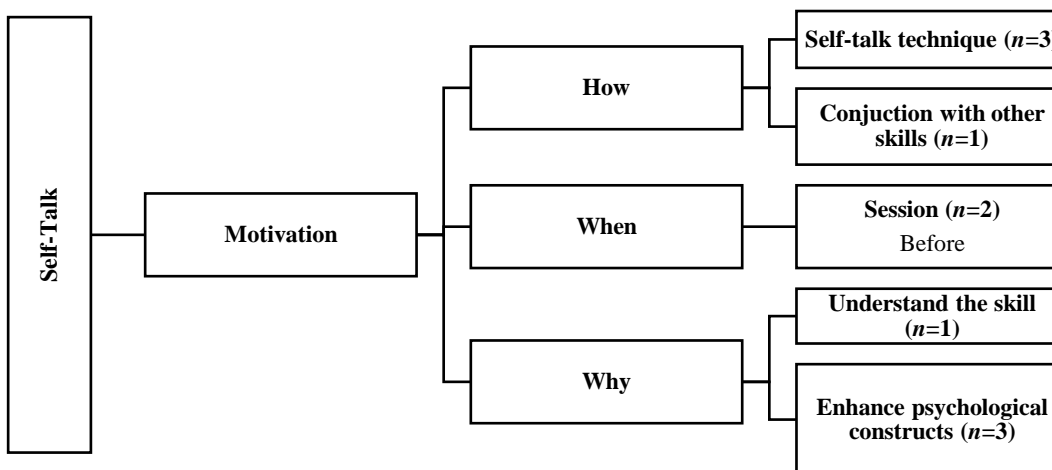 Self-Talk
Motivation
How
Self-talk technique (n=3)
Conjuction with other
skills (n=1)
When
Session (n=2)
Before
Why
Understand the skill
(n=1)
Enhance psychological
constructs (n=3)